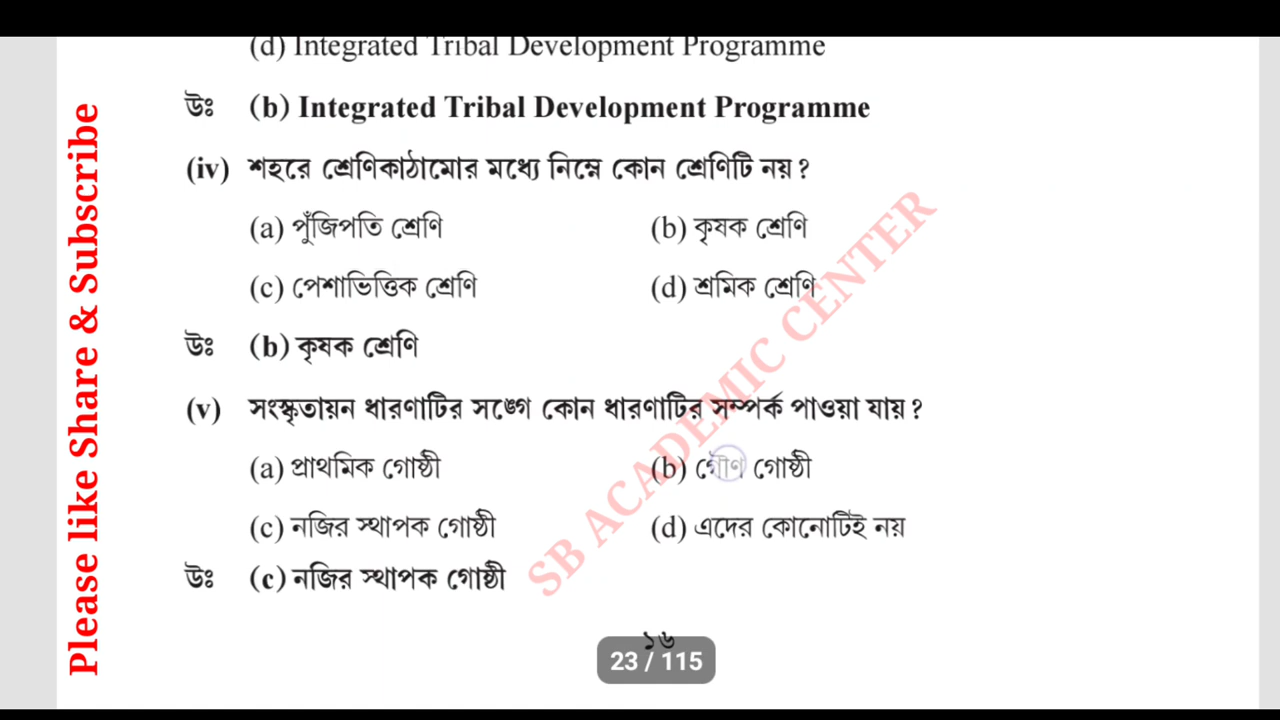 (d) Integrated Tribal Development Programme
উঃ (b) Integrated Tribal Development Programme
(iv) শহরে শ্রেণিকাঠামোর মধ্যে নিম্নে কোন শ্রেণিটি নয়?
(a) পুঁজিপতি শ্রেণি (b) কৃষক শ্রেণি
(c) পেশাভিত্তিক শ্রেণি (d) শ্রমিক শ্রেণি
উঃ (b) কৃষক শ্রেণি
(v) সংস্কৃতায়ন ধারণাটির সঙ্গে কোন ধারণাটির সম্পর্ক পাওয়া যায়?
(a) প্রাথমিক গোষ্ঠী (b) গৌণ গোষ্ঠী
(c) নজির স্থাপক গোষ্ঠী (d) এদের কোনোটিই নয়
উঃ (c) নজির স্থাপক গোষ্ঠী
১৬
23 / 115
Please like Share & Subscribe
SB ACADEMIC CENTER